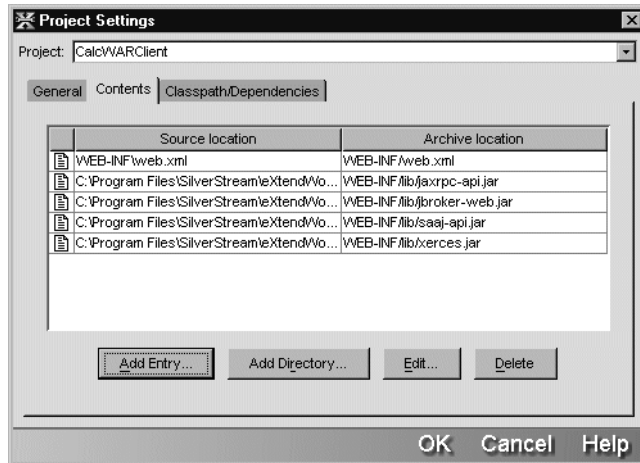 Project Settings
Project: CalcWARClient
General Contents Classpath/Dependencies
Source location Archive location
WEB-INF\web.xml WEB-INF/web.xml
C:\Program Files\SilverStream\eXtendWo... WEB-INF/lib/jaxrpc-api.jar
C:\Program Files\SilverStream\eXtendWo... WEB-INF/lib/jbroker-web.jar
C:\Program Files\SilverStream\eXtendWo... WEB-INF/lib/saaj-api.jar
C:\Program Files\SilverStream\eXtendWo... WEB-INF/lib/xerces.jar
Add Entry... Add Directory... Edit... Delete
OK Cancel Help